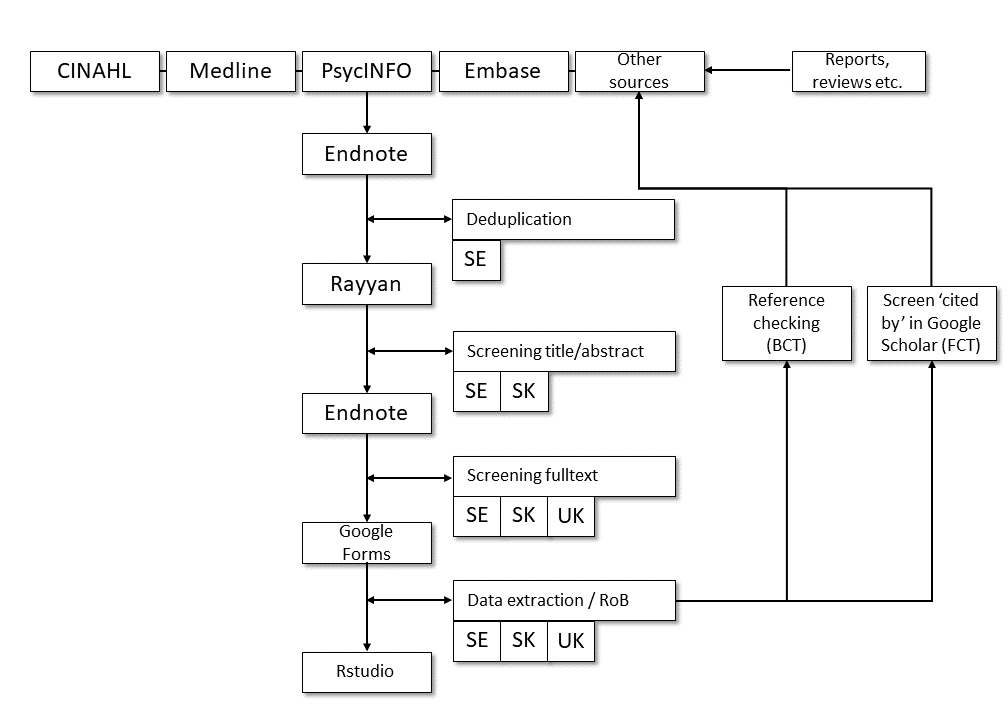 CINAHL
Medline
PsycINFO
Embase
Other
sources
Reports,
reviews etc.
Endnote
Deduplication
SE
Rayyan
Reference
checking
(BCT)
Screen ‘cited
by’ in Google
Scholar (FCT)
Screening title/abstract
SE SK
Endnote
Screening fulltext
SE SK UK
Google
Forms
Data extraction / RoB
SE SK UK
Rstudio